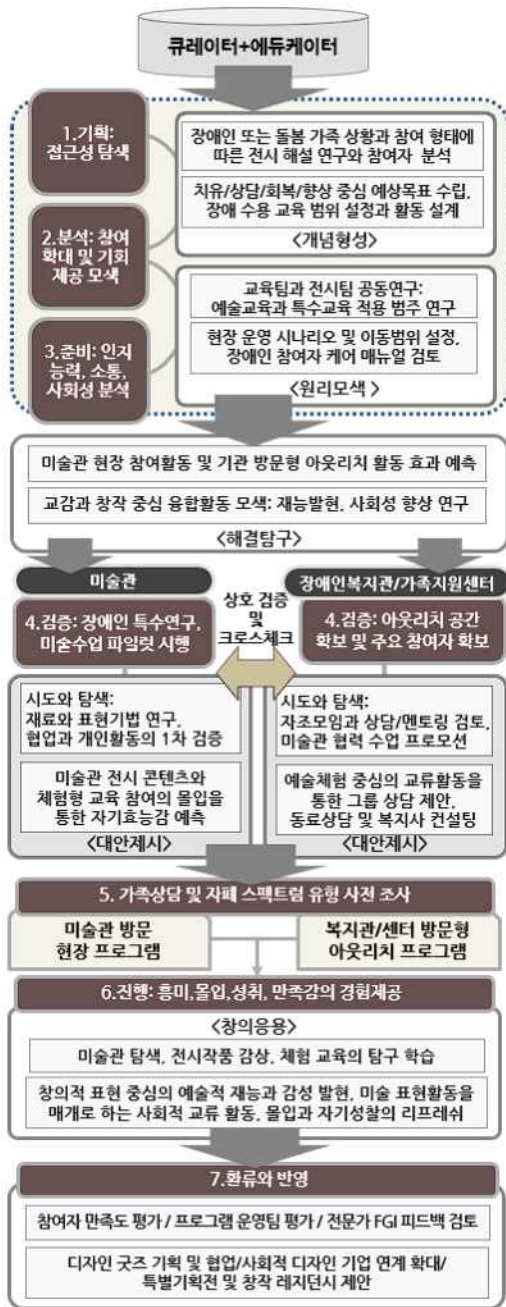 큐레이터+에듀케이터
1.기획:
접근성 탐색
장애인 또는 돌봄 가족 상황과 참여 형태에
따른 전시 해설 연구와 참여자 분석
치유/상담/회복/향상 중심 예상목표 수립,
장애 수용 교육 범위 설정과 활동 설계
<개념형성>
2.분석: 참여
확대 및 기회
제공 모색
교육팀과 전시팀 공동연구:
예술교육과 특수교육 적용 범주 연구
3.준비: 인지
능력, 소통,
사회성 분석
현장 운영 시나리오 및 이동범위 설정,
장애인 참여자 케어 매뉴얼 검토
<원리모색 >
미술관 현장 참여활동 및 기관 방문형 아웃리치 활동 효과 예측
교감과 창작 중심 융합활동 모색: 재능발현, 사회성 향상 연구
<해결탐구>
미술관
4.검증: 장애인 특수연구,
미술수업 파일럿 시행
상호 검증
및
크로스체크
장애인복지관/가족지원센터
4.검증: 아웃리치 공간
확보 및 주요 참여자 확보
시도와 탐색:
재료와 표현기법 연구,
협업과 개인활동의 1차 검증
미술관 전시 콘텐츠와
체험형 교육 참여의 몰입을
통한 자기효능감 예측
<대안제시>
시도와 탐색:
자조모임과 상담/멘토링 검토,
미술관 협력 수업 프로모션
예술체험 중심의 교류활동을
통한 그룹 상담 제안,
동료상담 및 복지사 컨설팅
<대안제시>
5. 가족상담 및 자폐 스펙트럼 유형 사전 조사
미술관 방문
현장 프로그램
복지관/센터 방문형
아웃리치 프로그램
6.진행: 흥미,몰입,성취, 만족감의 경험제공
<창의응용>
미술관 탐색, 전시작품 감상, 체험 교육의 탐구 학습
창의적 표현 중심의 예술적 재능과 감성 발현, 미술 표현활동을
매개로 하는 사회적 교류 활동, 몰입과 자기성찰의 리프레쉬
7.환류와 반영
참여자 만족도 평가 / 프로그램 운영팀 평가 / 전문가 FGI 피드백 검토
디자인 굿즈 기획 및 협업/사회적 디자인 기업 연계 확대/
특별기획전 및 창작 레지던시 제안